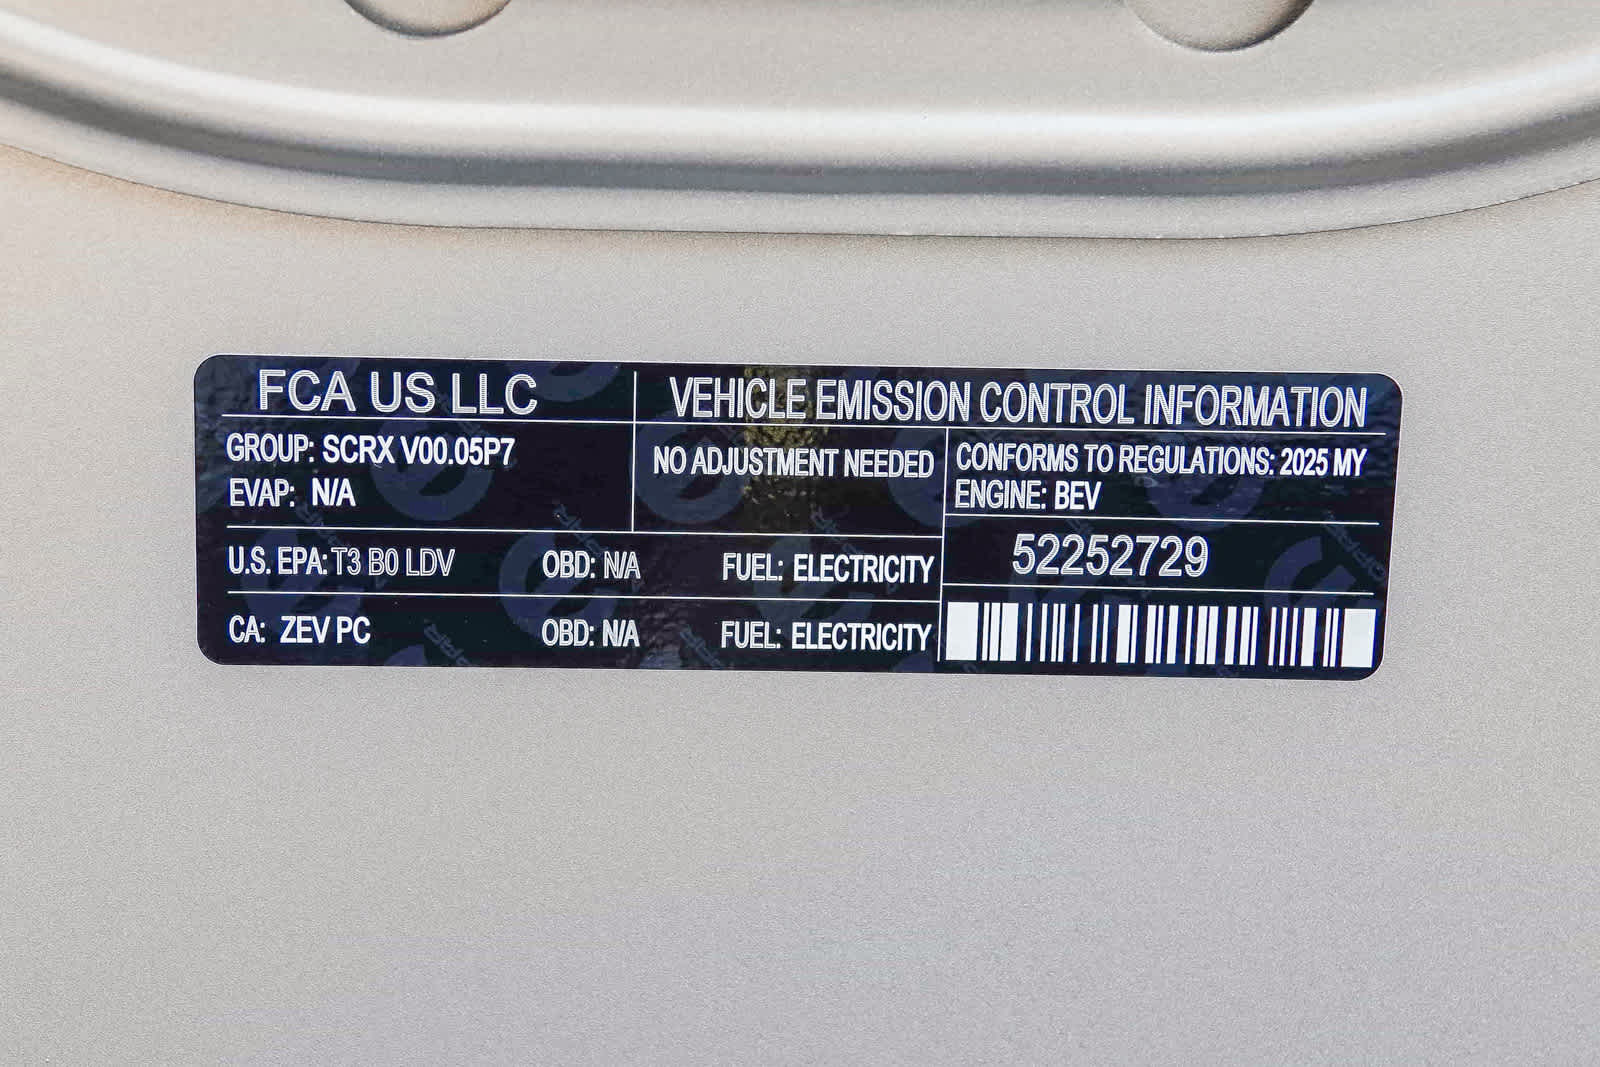 FCA US LLC
VEHICLE EMISSION CONTROL INFORMATION
GROUP: SCRX V00.05P7
EVAP: N/A
NO ADJUSTMENT NEEDED
CONFORMS TO REGULATIONS: 2025 MY
ENGINE: BEV
U.S. EPA: T3 B0 LDV OBD: N/A FUEL: ELECTRICITY
52252729
CA: ZEV PC OBD: N/A FUEL: ELECTRICITY